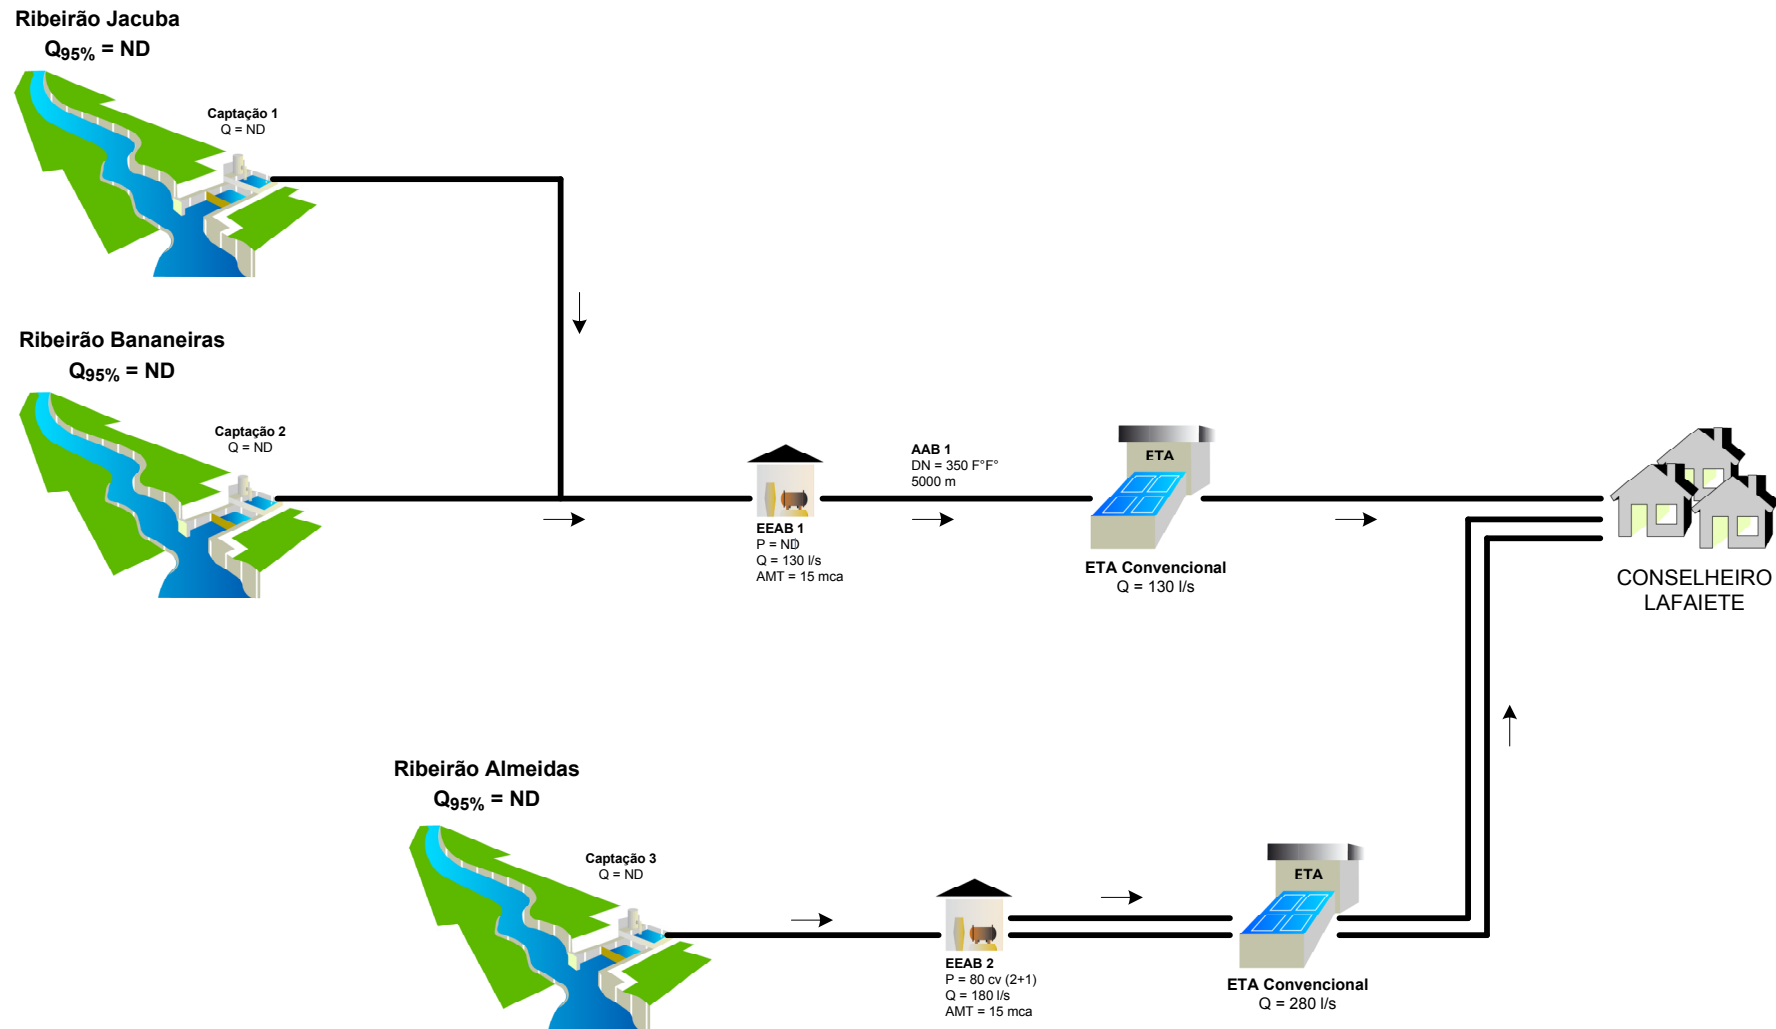 Ribeirão Jacuba
Q95% = ND
Captação 1
Q = ND
Ribeirão Bananeiras
Q95% = ND
Captação 2
Q = ND
EEAB 1
P = ND
Q = 130 l/s
AMT = 15 mca
AAB 1
DN = 350 F°F°
5000 m
ETA
ETA Convencional
Q = 130 l/s
CONSELHEIRO
LAFAIETE
Ribeirão Almeidas
Q95% = ND
Captação 3
Q = ND
EEAB 2
P = 80 cv (2+1)
Q = 180 l/s
AMT = 15 mca
ETA
ETA Convencional
Q = 280 l/s